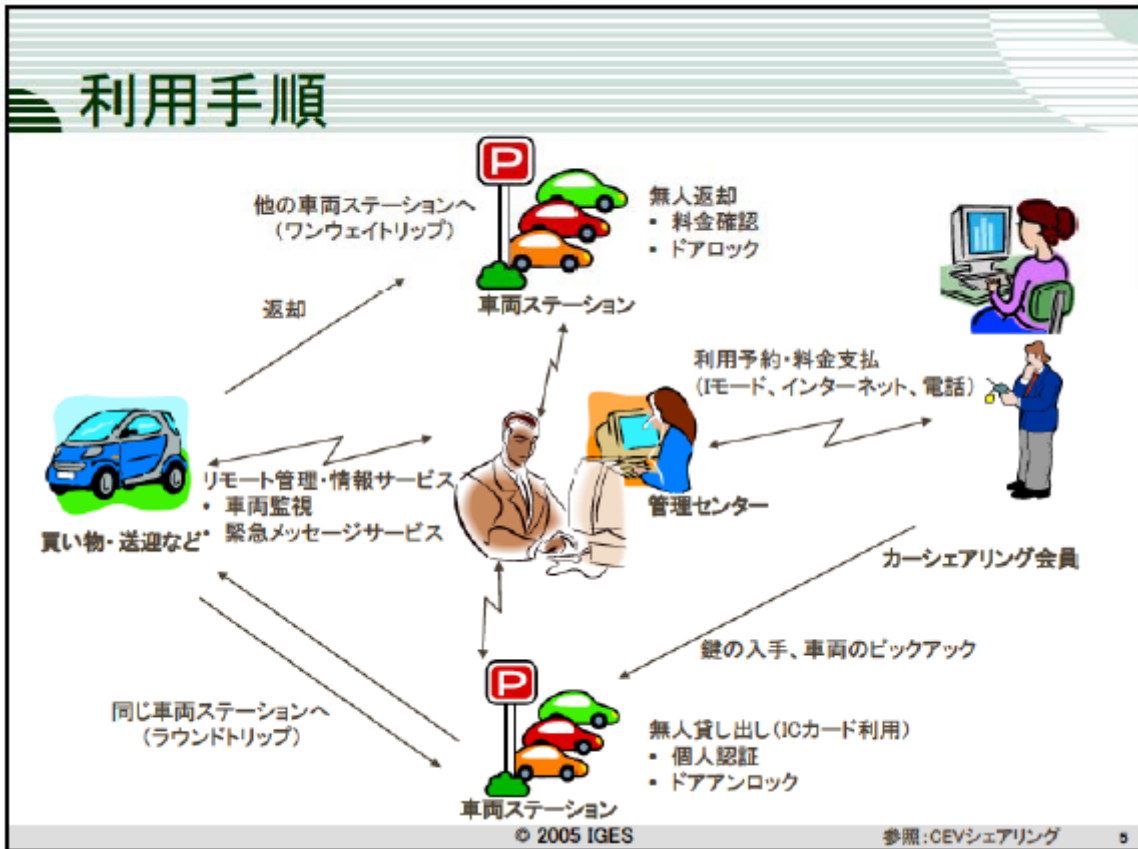 利用手順
P
他の車両ステーションへ
(ワンウェイトリップ)
無人返却
• 料金確認
• ドアロック
車両ステーション
返却
利用予約・料金支払
(Iモード、インターネット、電話)
リモート管理・情報サービス
• 車両監視
• 緊急メッセージサービス
管理センター
買い物・送迎など
カーシェアリング会員
鍵の入手、車両のピックアック
P
同じ車両ステーションへ
(ラウンドトリップ)
無人貸し出し(ICカード利用)
• 個人認証
• ドアアンロック
車両ステーション
© 2005 IGES
参照:CEVシェアリング
5